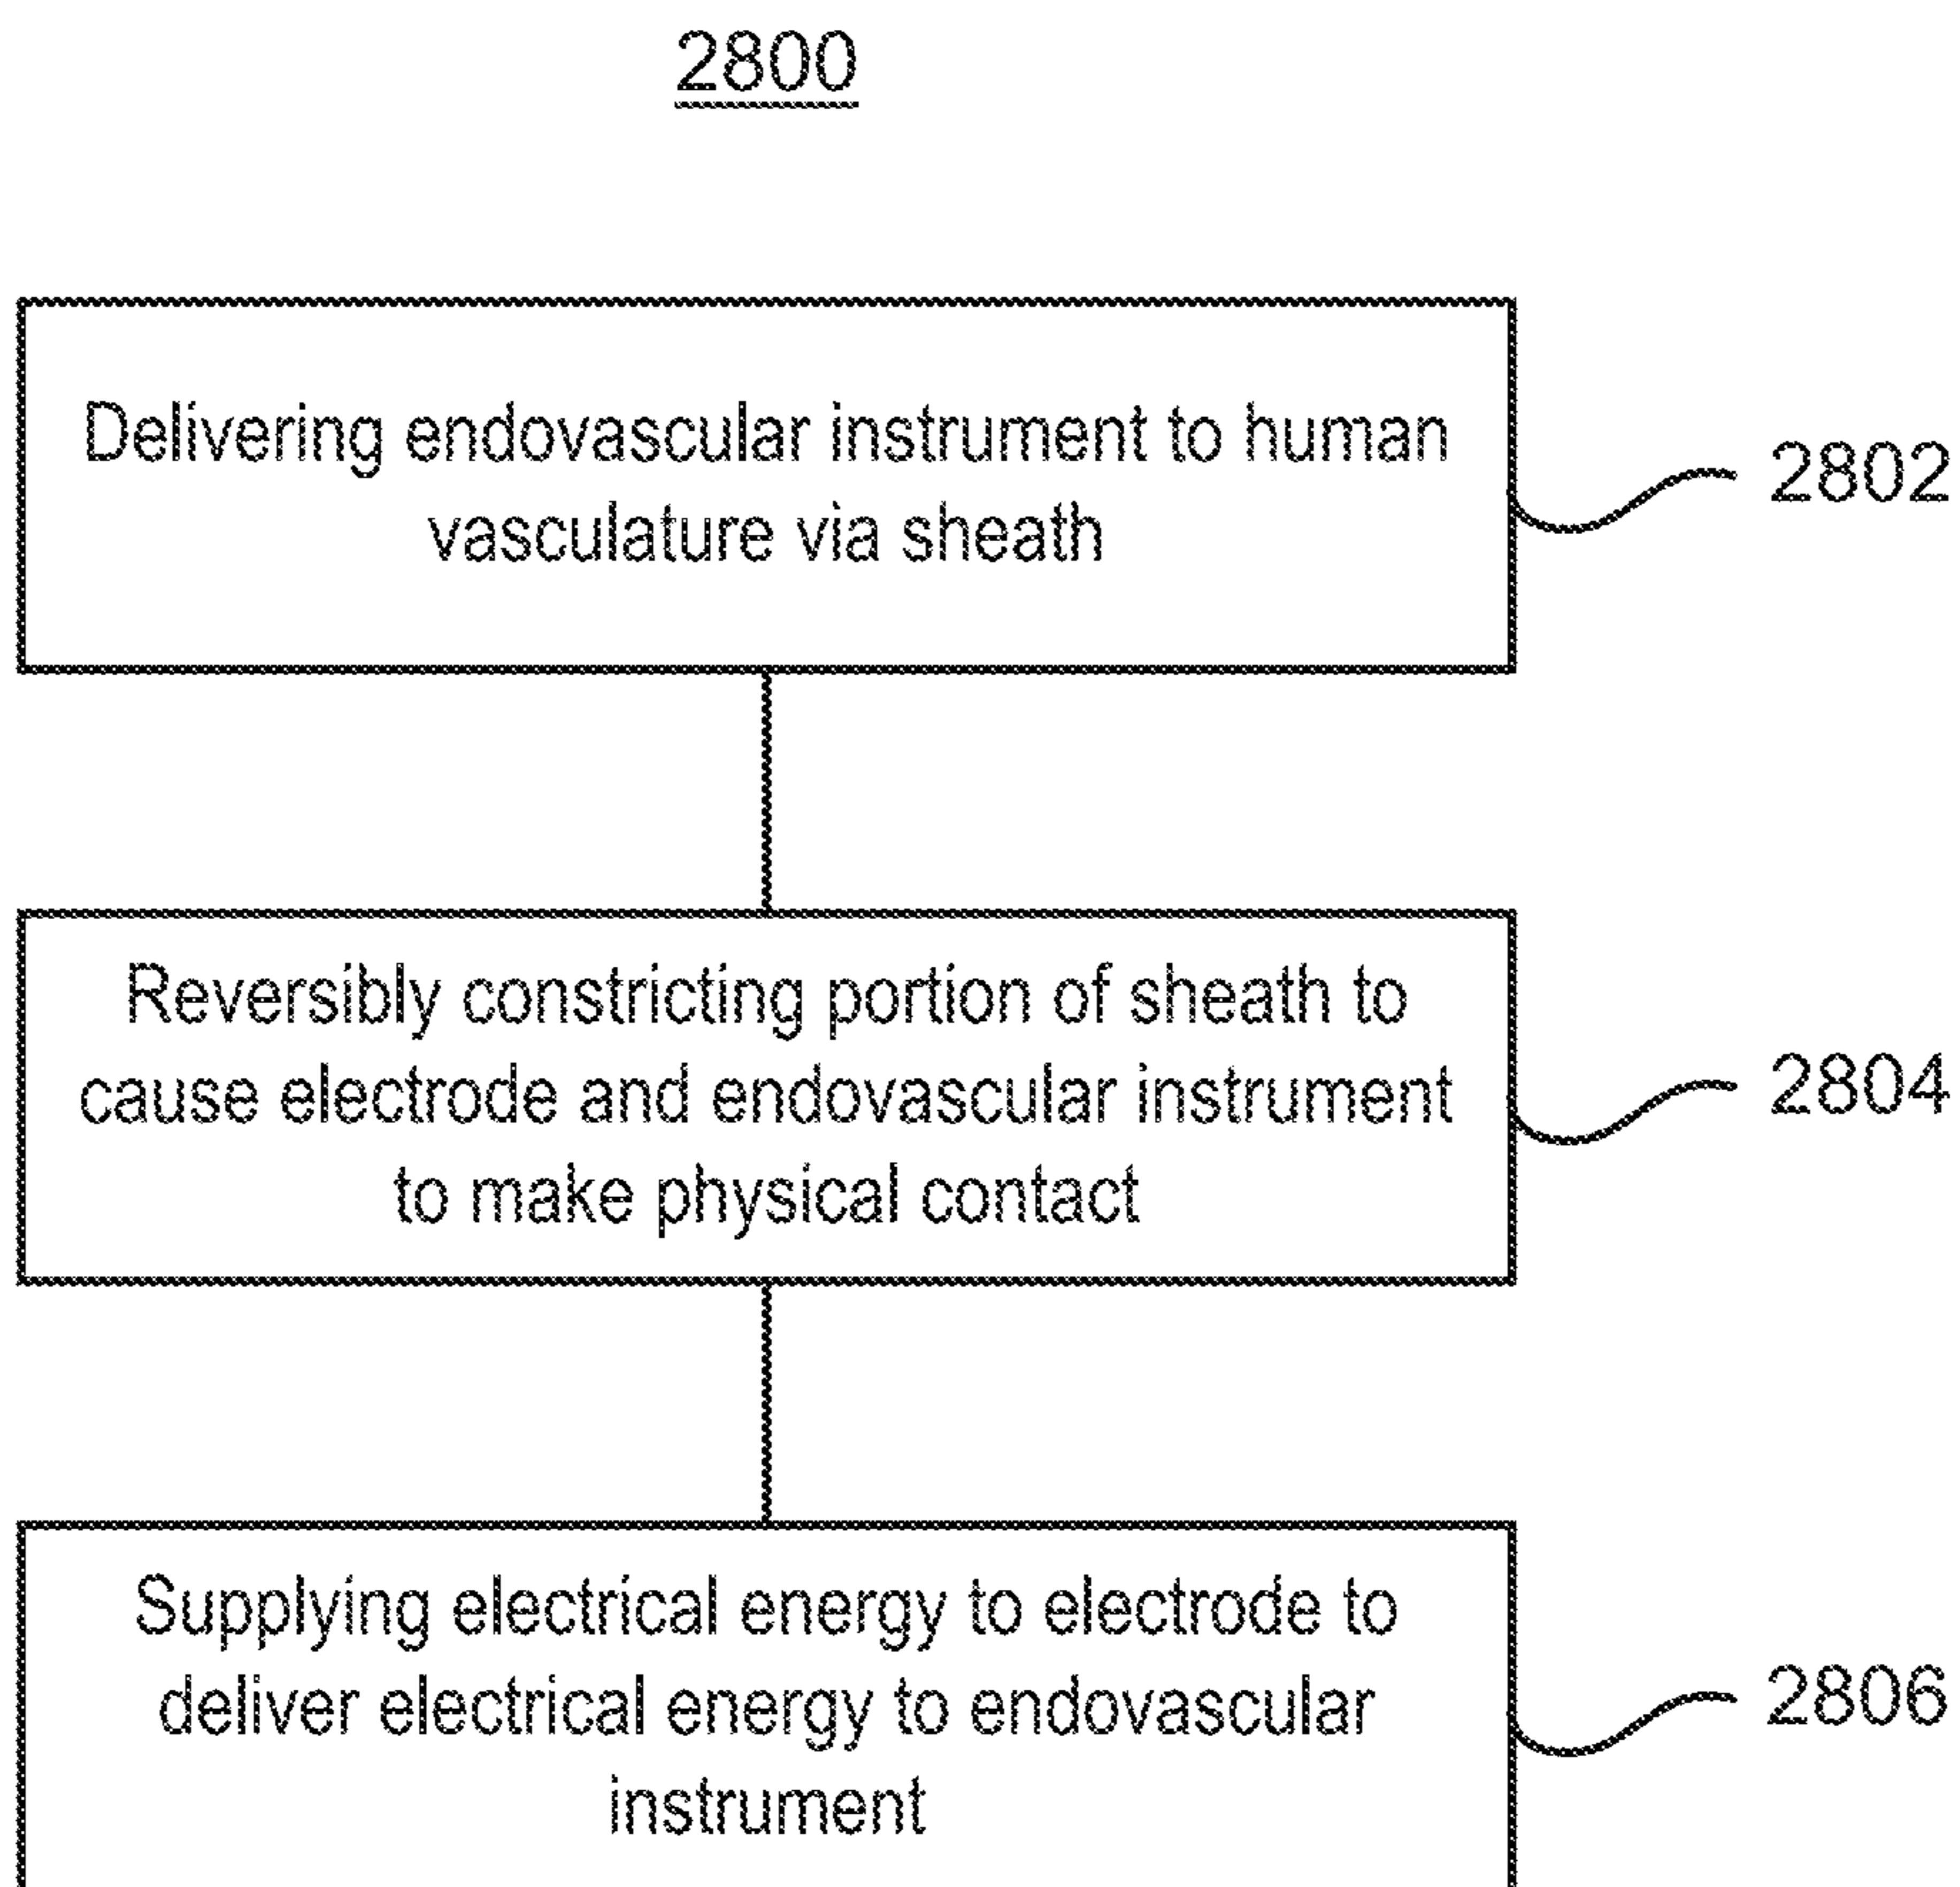 2800
Delivering endovascular instrument to human
vasculature via sheath
2802
Reversibly constricting portion of sheath to
cause electrode and endovascular instrument
to make physical contact
2804
Supplying electrical energy to electrode to
deliver electrical energy to endovascular
instrument
2806